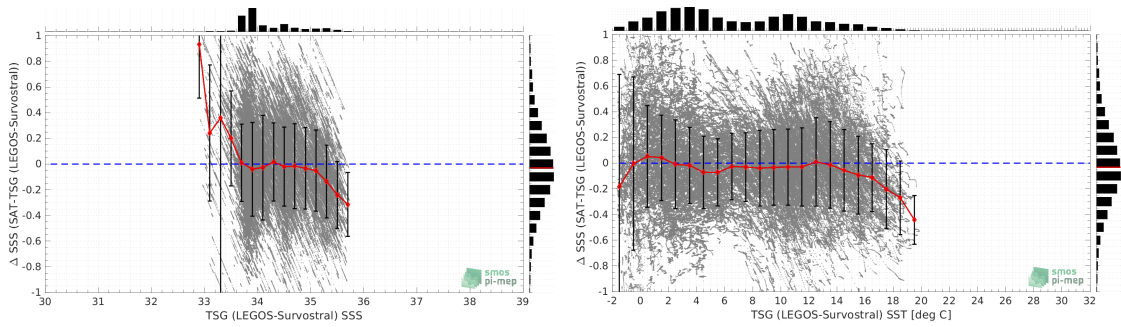 1
0.8
0.6
0.4
0.2
0
-0.2
-0.4
-0.6
-0.8
-1
Δ SSS (SAT-TSG (LEGOS-Survostral))
30 31 32 33 34 35 36 37 38 39
TSG (LEGOS-Survostral) SSS
smos
pi-mep
1
0.8
0.6
0.4
0.2
0
-0.2
-0.4
-0.6
-0.8
-1
Δ SSS (SAT-TSG (LEGOS-Survostral))
-2 0 2 4 6 8 10 12 14 16 18 20 22 24 26 28 30 32
TSG (LEGOS-Survostral) SST [deg C]
smos
pi-mep